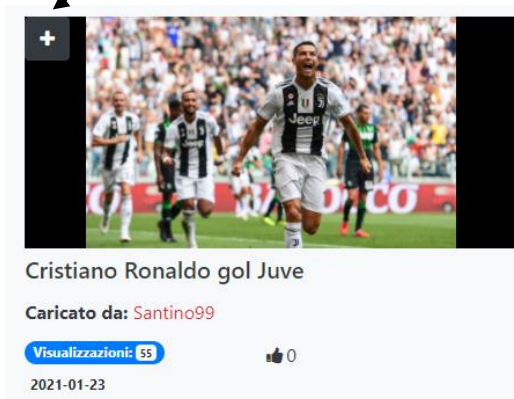 +
Jeep
Cristiano Ronaldo gol Juve
Caricato da: Santino99
Visualizzazioni: 55
0
2021-01-23